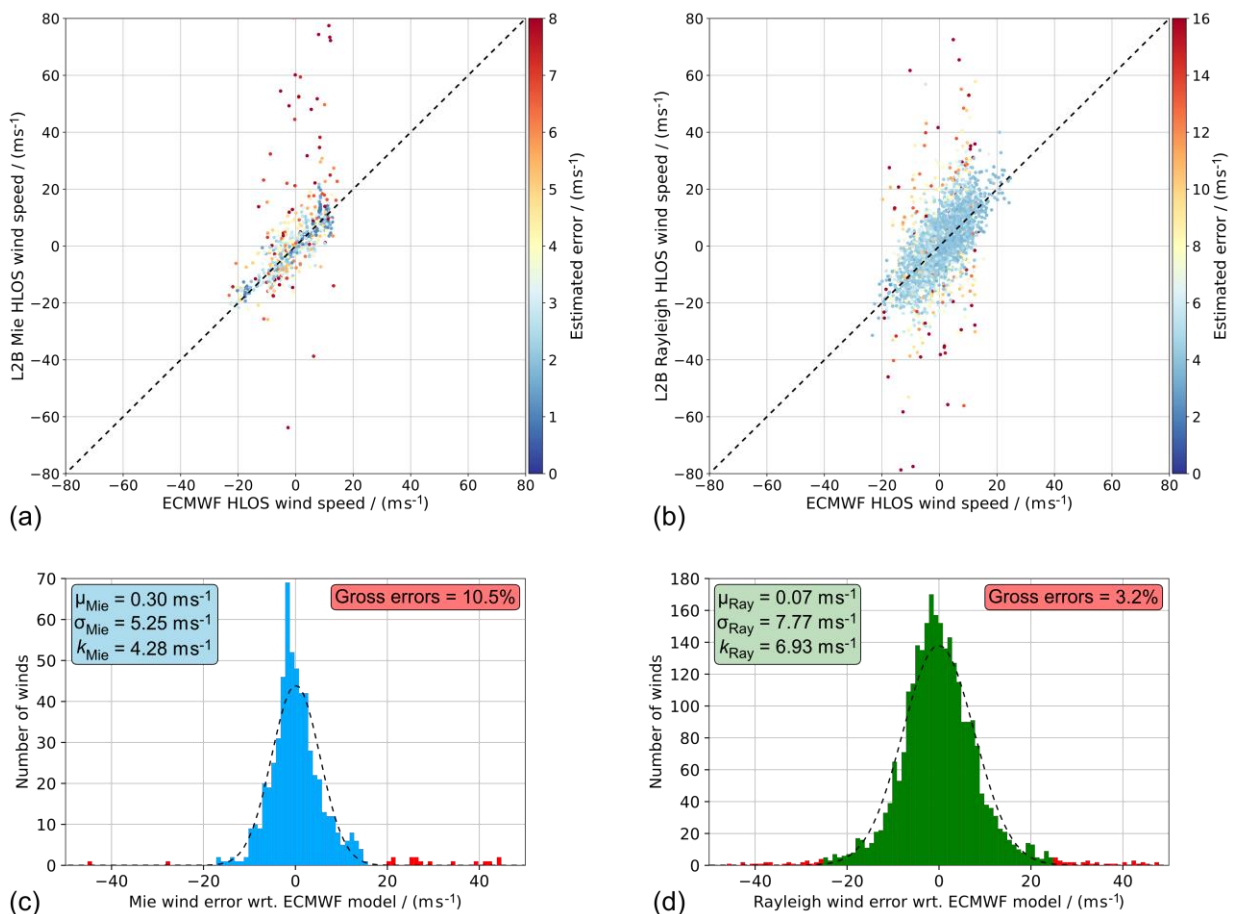 80
60
40
20
0
−20
−40
−60
−80
L2B Mie HLOS wind speed / (ms⁻¹)
−80 −60 −40 −20 0 20 40 60 80
ECMWF HLOS wind speed / (ms⁻¹)
8
7
6
5
4
3
2
1
0
Estimated error / (ms⁻¹)
(a)
80
60
40
20
0
−20
−40
−60
−80
L2B Rayleigh HLOS wind speed / (ms⁻¹)
−80 −60 −40 −20 0 20 40 60 80
ECMWF HLOS wind speed / (ms⁻¹)
16
14
12
10
8
6
4
2
0
Estimated error / (ms⁻¹)
(b)
70
60
50
40
30
20
10
0
Number of winds
μMie = 0.30 ms⁻¹
σMie = 5.25 ms⁻¹
kMie = 4.28 ms⁻¹
Gross errors = 10.5%
−40 −20 0 20 40
Mie wind error wrt. ECMWF model / (ms⁻¹)
(c)
180
160
140
120
100
80
60
40
20
0
Number of winds
μRay = 0.07 ms⁻¹
σRay = 7.77 ms⁻¹
kRay = 6.93 ms⁻¹
Gross errors = 3.2%
−40 −20 0 20 40
Rayleigh wind error wrt. ECMWF model / (ms⁻¹)
(d)